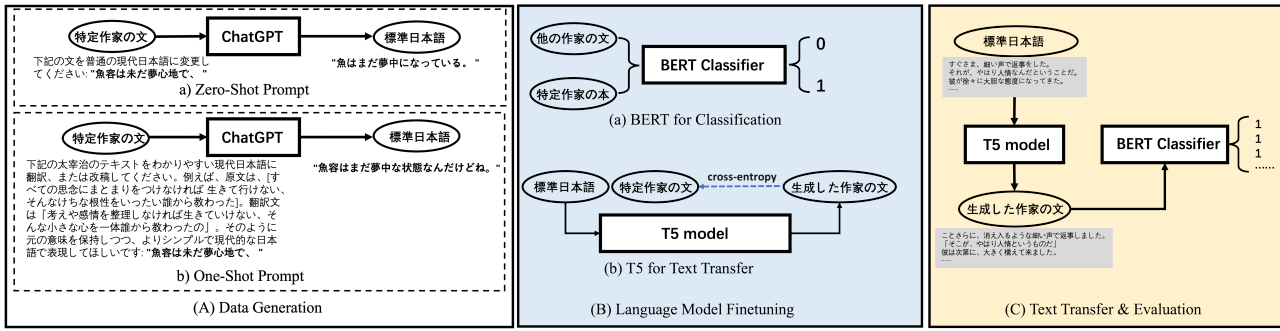 特定作家の文
ChatGPT
標準日本語
下記の文を普通の現代日本語に変更し
てください: "魚容は未だ夢心地で、 "
"魚はまだ夢中になっている。 "
a) Zero-Shot Prompt
特定作家の文
ChatGPT
標準日本語
下記の太宰治のテキストをわかりやすい現代日本語に
翻訳、または改稿してください。例えば、原文は、[す
べての思念にまとまりをつけなければ 生きて行けない、
そんなけちな根性をいったい誰から教わった]。翻訳文
は「考えや感情を整理しなければ生きていけない、そ
んな小さな心を一体誰から教わったの」。そのように
元の意味を保持しつつ、よりシンプルで現代的な日本
語で表現してほしいです: "魚容は未だ夢心地で、 "
"魚容はまだ夢中な状態なんだけどね。"
b) One-Shot Prompt
(A) Data Generation
他の作家の文
特定作家の本
BERT Classifier
0
1
(a) BERT for Classification
標準日本語
特定作家の文
cross-entropy
生成した作家の文
T5 model
(b) T5 for Text Transfer
(B) Language Model Finetuning
標準日本語
すぐさま、細い声で返事をした。
それが、やはり人情なんだということだ。
彼が徐々に大胆な態度になってきた。
.....
T5 model
BERT Classifier
1
1
1
......
生成した作家の文
ことさらに、消え入るような細い声で返事しました。
「そこが、やはり人情というものだ」
彼は次第に、大きく構えて来ました。
.....
(C) Text Transfer & Evaluation